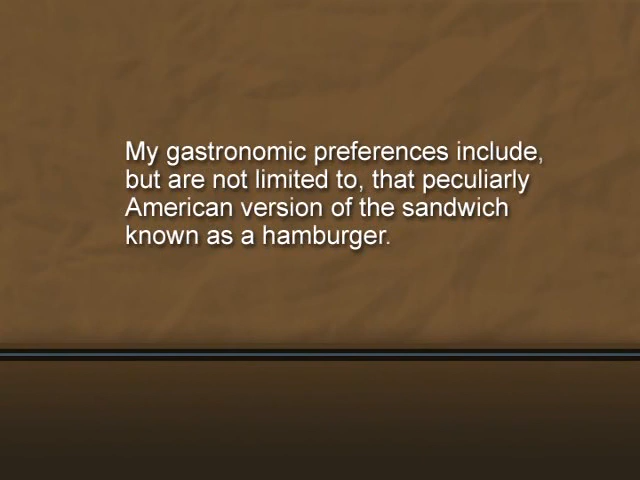 My gastronomic preferences include,
but are not limited to, that peculiarly
American version of the sandwich
known as a hamburger.